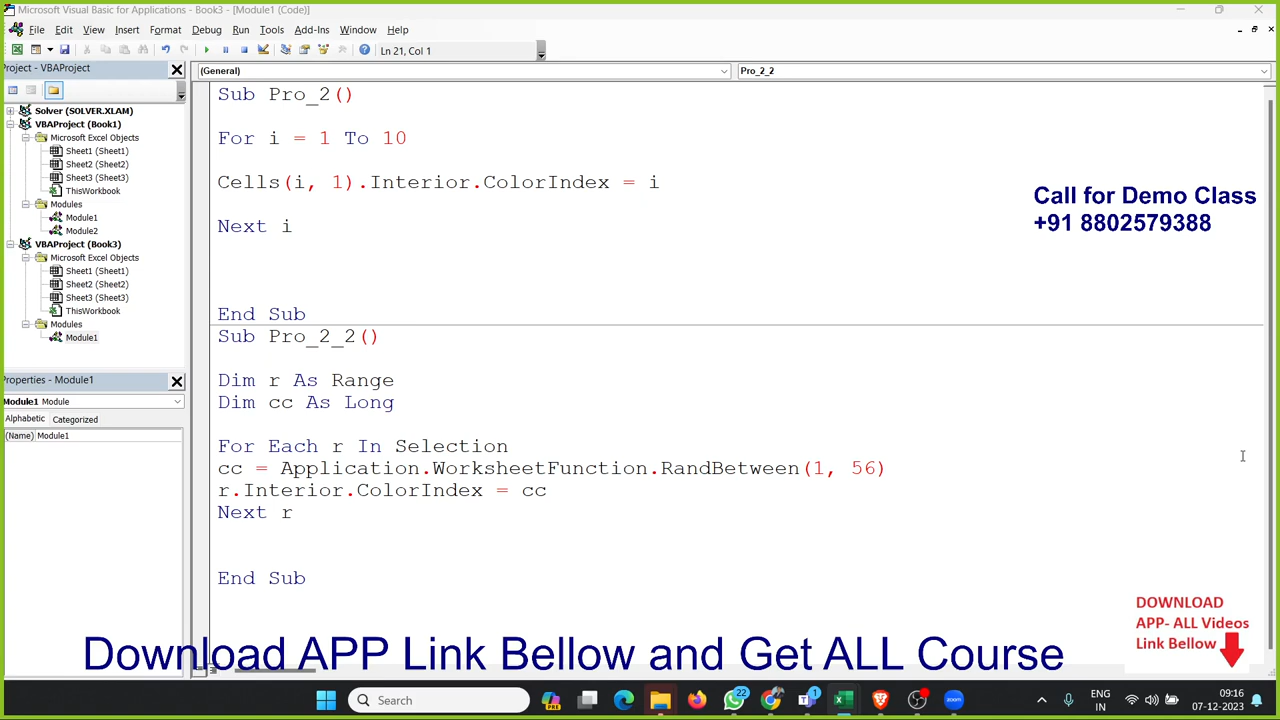 Microsoft Visual Basic for Applications - Book3 - [Module1 (Code)]
File Edit View Insert Format Debug Run Tools Add-Ins Window Help
Ln 21, Col 1
Project - VBAProject
(General)
Pro_2_2
Solver (SOLVER.XLAM)
VBAProject (Book1)
Microsoft Excel Objects
Sheet1 (Sheet1)
Sheet2 (Sheet2)
Sheet3 (Sheet3)
ThisWorkbook
Modules
Module1
Module2
VBAProject (Book3)
Microsoft Excel Objects
Sheet1 (Sheet1)
Sheet2 (Sheet2)
Sheet3 (Sheet3)
ThisWorkbook
Modules
Module1
Properties - Module1
Module1 Module
Alphabetic Categorized
(Name) Module1
Sub Pro_2()
For i = 1 To 10
Cells(i, 1).Interior.ColorIndex = i
Next i
End Sub
Sub Pro_2_2()
Dim r As Range
Dim cc As Long
For Each r In Selection
cc = Application.WorksheetFunction.RandBetween(1, 56)
r.Interior.ColorIndex = cc
Next r
End Sub
Call for Demo Class
+91 8802579388
DOWNLOAD
APP- ALL Videos
Link Bellow
Download APP Link Bellow and Get ALL Course
Search
PRE
22
1
ENG
IN
09:16
07-12-2023